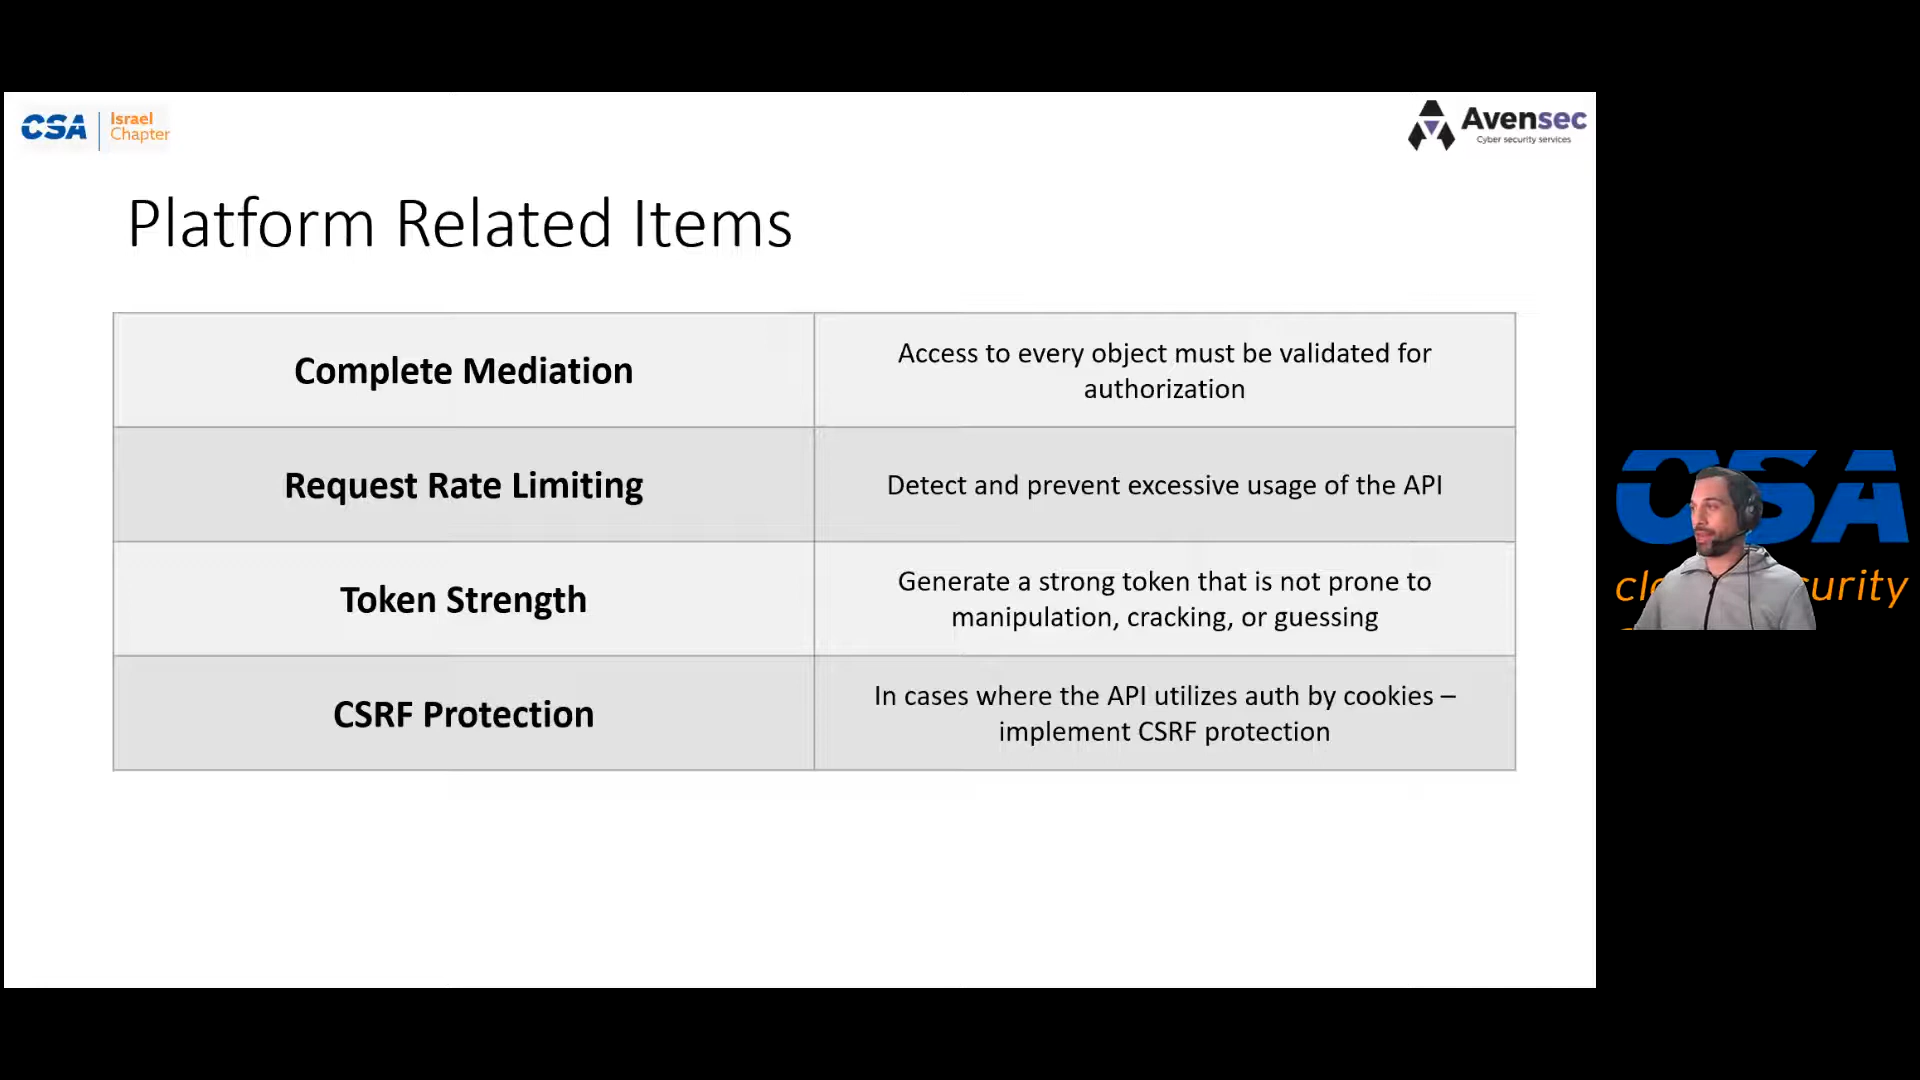 CSA
Israel
Chapter
Avensec
Cyber security services
Platform Related Items
Complete Mediation
Access to every object must be validated for
authorization
Request Rate Limiting
Detect and prevent excessive usage of the API
Token Strength
Generate a strong token that is not prone to
manipulation, cracking, or guessing
CSRF Protection
In cases where the API utilizes auth by cookies –
implement CSRF protection
CSA